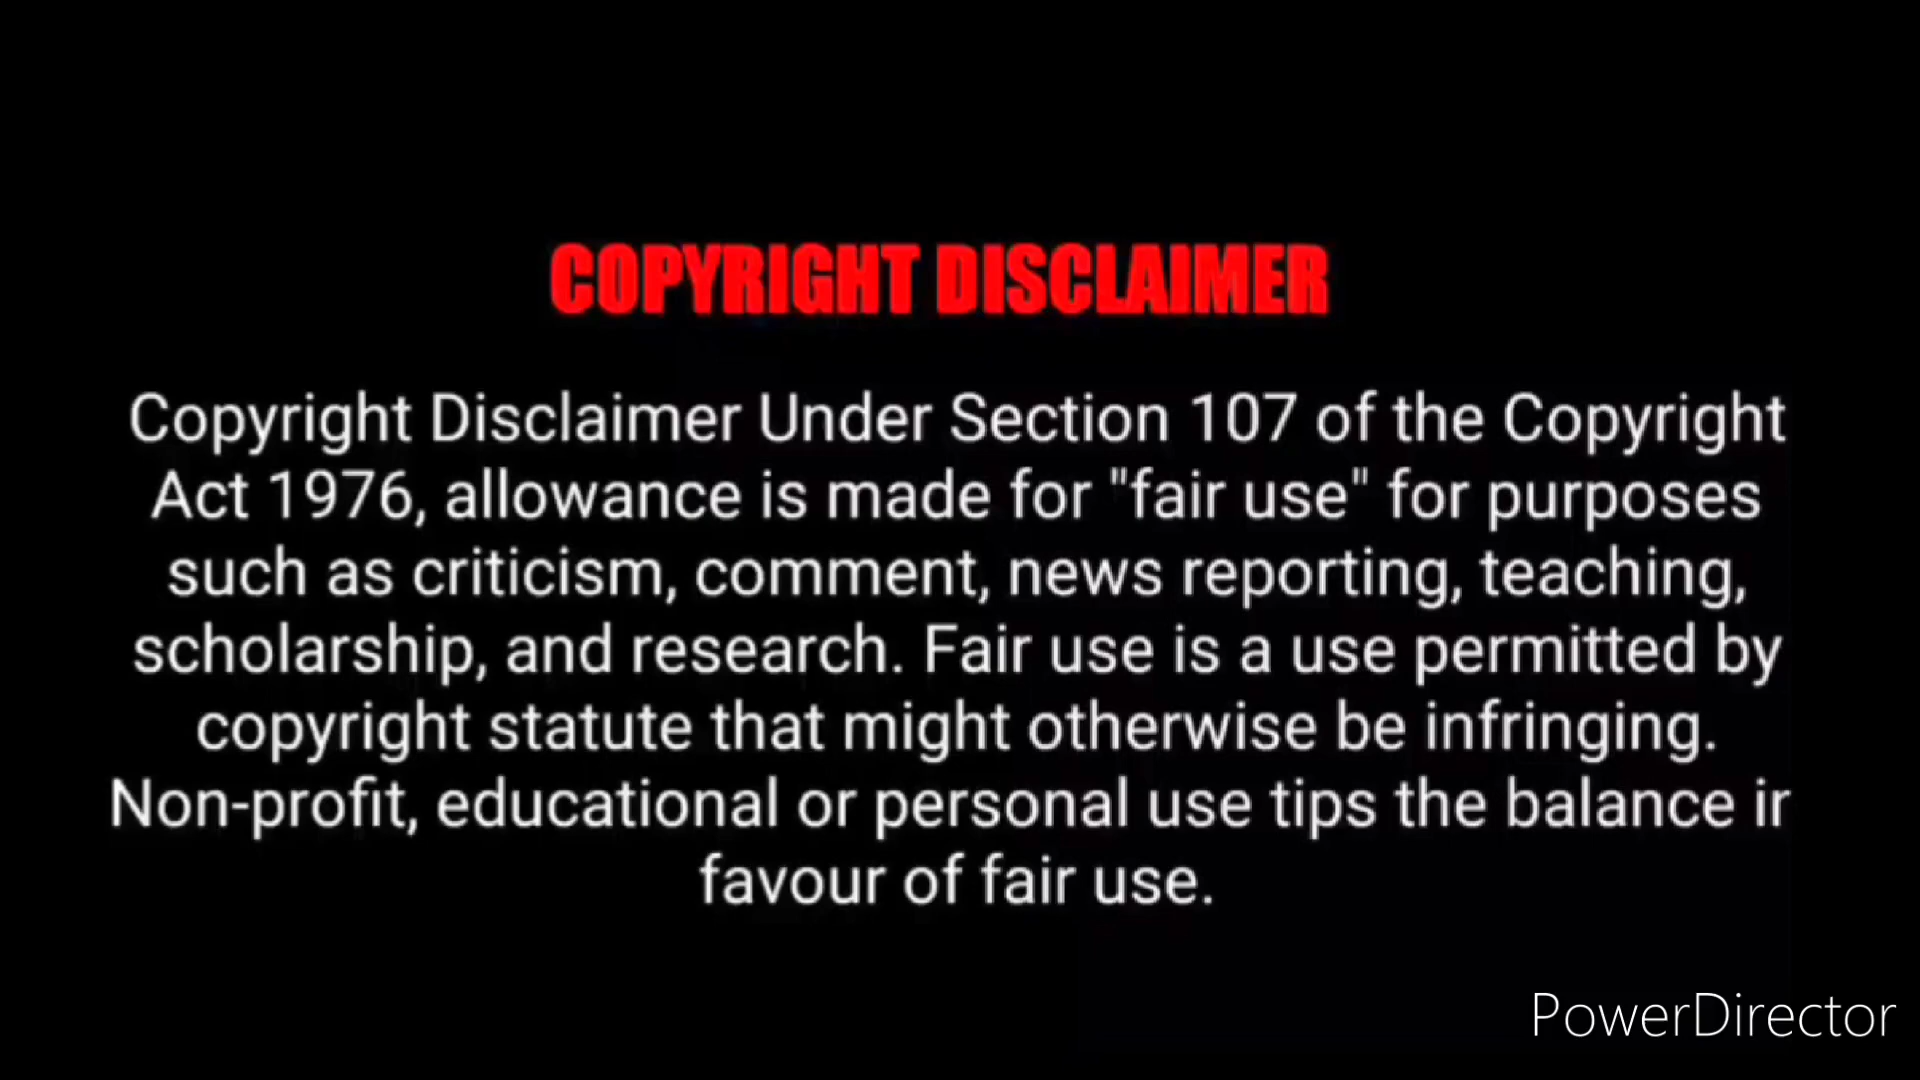 COPYRIGHT DISCLAIMER
Copyright Disclaimer Under Section 107 of the Copyright
Act 1976, allowance is made for "fair use" for purposes
such as criticism, comment, news reporting, teaching,
scholarship, and research. Fair use is a use permitted by
copyright statute that might otherwise be infringing.
Non-profit, educational or personal use tips the balance ir
favour of fair use.
PowerDirector